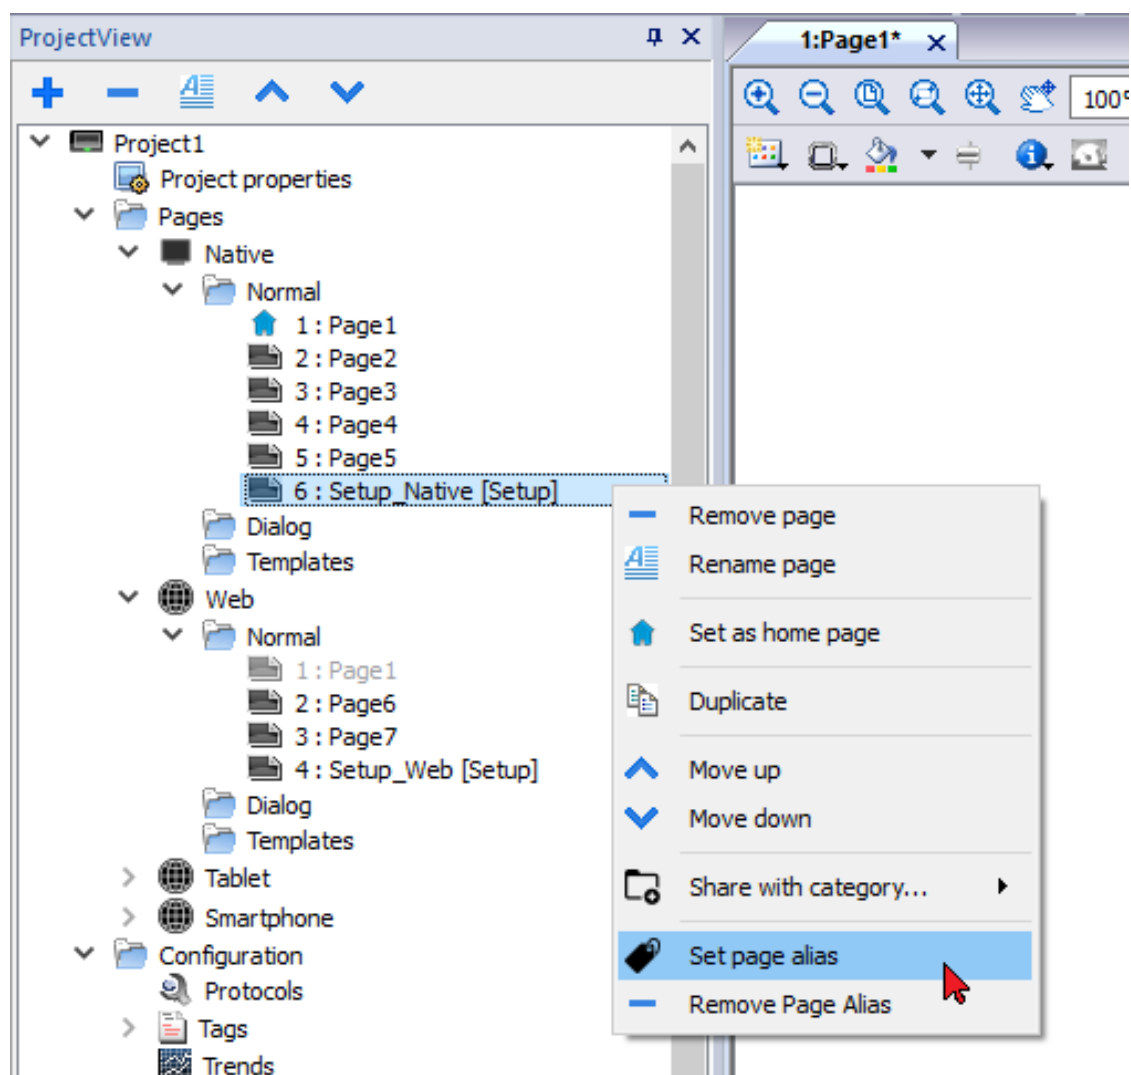 ProjectView
1:Page1*
100%
Project1
Project properties
Pages
Native
Normal
1 : Page1
2 : Page2
3 : Page3
4 : Page4
5 : Page5
6 : Setup_Native [Setup]
Dialog
Templates
Web
Normal
1 : Page1
2 : Page6
3 : Page7
4 : Setup_Web [Setup]
Dialog
Templates
Tablet
Smartphone
Configuration
Protocols
Tags
Trends
Remove page
Rename page
Set as home page
Duplicate
Move up
Move down
Share with category...
Set page alias
Remove Page Alias